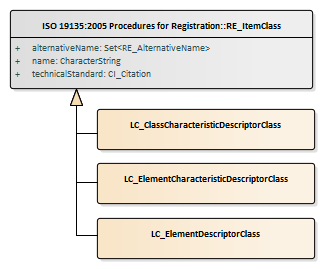 ISO 19135:2005 Procedures for Registration::RE_ItemClass
+ alternativeName: Set<RE_AlternativeName>
+ name: CharacterString
+ technicalStandard: CI_Citation
LC_ClassCharacteristicDescriptorClass
LC_ElementCharacteristicDescriptorClass
LC_ElementDescriptorClass